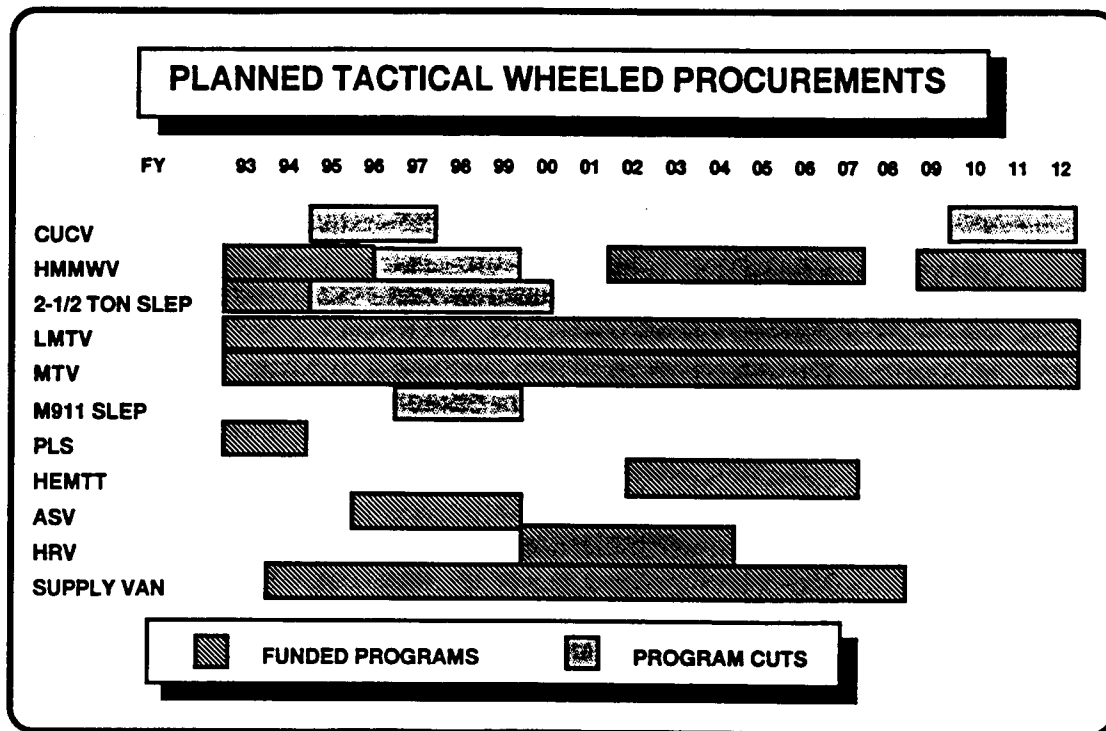 PLANNED TACTICAL WHEELED PROCUREMENTS
FY 93 94 95 96 97 98 99 00 01 02 03 04 05 06 07 08 09 10 11 12
CUCV
HMMWV
2-1/2 TON SLEP
LMTV
MTV
M911 SLEP
PLS
HEMTT
ASV
HRV
SUPPLY VAN
FUNDED PROGRAMS PROGRAM CUTS